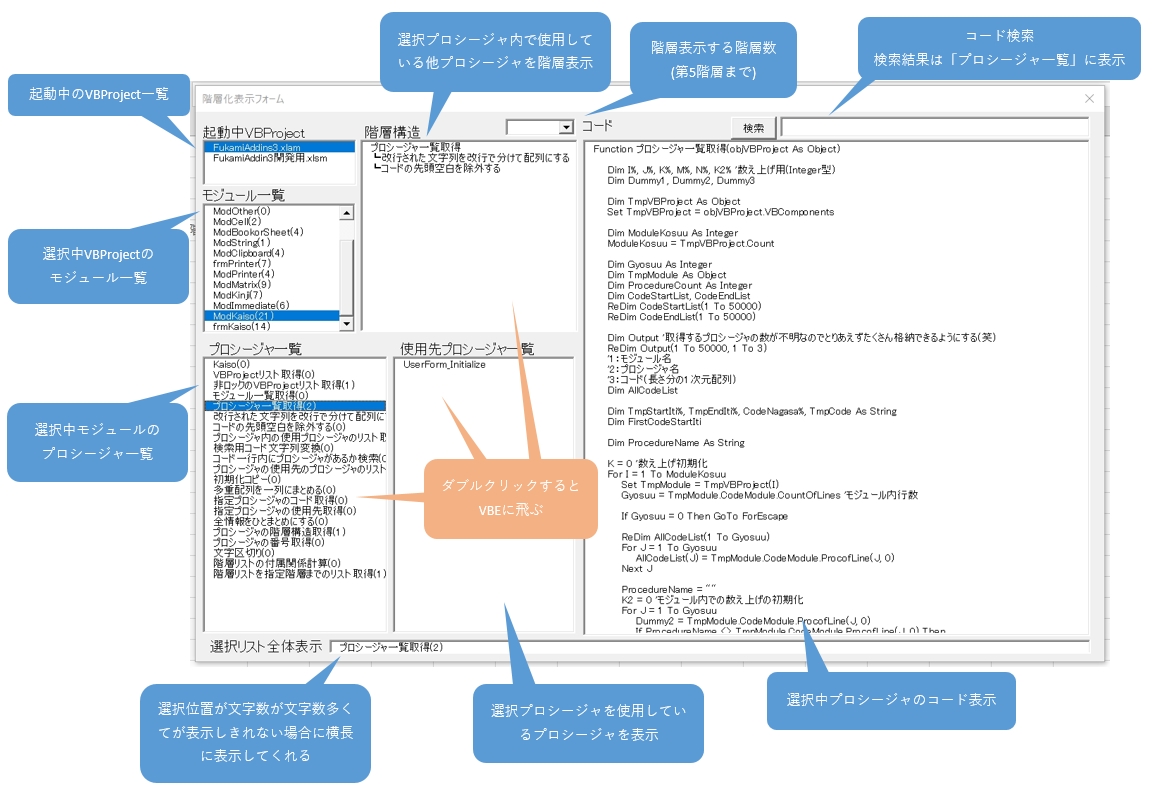 選択プロシージャ内で使用して
いる他プロシージャを階層表示
階層表示する階層数
(第5階層まで)
コード検索
検索結果は「プロシージャ一覧」に表示
起動中のVBProject一覧
階層化表示フォーム
起動中VBProject
FukamiAddins3.xlam
FukamiAddin3開発用.xlsm
モジュール一覧
ModOther(0)
ModCell(2)
ModBookorSheet(4)
ModString(1)
ModClipboard(4)
frmPrinter(7)
ModPrinter(4)
ModMatrix(9)
ModKinji(7)
ModImmediate(6)
ModKaiso(21)
frmKaiso(14)
選択中VBProjectの
モジュール一覧
階層構造
プロシージャ一覧取得
┗改行された文字列を改行で分けて配列にする
┗コードの先頭空白を除外する
コード
検索
Function プロシージャ一覧取得(objVBProject As Object)
Dim I%, J%, K%, M%, N%, K2% '数え上げ用(Integer型)
Dim Dummy1, Dummy2, Dummy3
Dim TmpVBProject As Object
Set TmpVBProject = objVBProject.VBComponents
Dim ModuleKosuu As Integer
ModuleKosuu = TmpVBProject.Count
Dim Gyosuu As Integer
Dim TmpModule As Object
Dim ProcedureCount As Integer
Dim CodeStartList, CodeEndList
ReDim CodeStartList(1 To 50000)
ReDim CodeEndList(1 To 50000)
Dim Output '取得するプロシージャの数が不明なのでとりあえずたくさん格納できるようにする(笑)
ReDim Output(1 To 50000, 1 To 3)
'1:モジュール名
'2:プロシージャ名
'3:コード(長さ分の1次元配列)
Dim AllCodeList
Dim TmpStartIti%, TmpEndIti%, CodeNagasa%, TmpCode As String
Dim FirstCodeStartIti
Dim ProcedureName As String
K = 0 '数え上げ初期化
For I = 1 To ModuleKosuu
Set TmpModule = TmpVBProject(I)
Gyosuu = TmpModule.CodeModule.CountOfLines 'モジュール内行数
If Gyosuu = 0 Then GoTo ForEscape
ReDim AllCodeList(1 To Gyosuu)
For J = 1 To Gyosuu
AllCodeList(J) = TmpModule.CodeModule.ProcofLine(J, 0)
Next J
ProcedureName = ""
K2 = 0 'モジュール内での数え上げの初期化
For J = 1 To Gyosuu
Dummy2 = TmpModule.CodeModule.ProcofLine(J, 0)
If ProcedureName <> TmpModule.CodeModule.ProcofLine(J, 0) Then
プロシージャ一覧
Kaiso(0)
VBProjectリスト取得(0)
非ロックのVBProjectリスト取得(1)
モジュール一覧取得(0)
プロシージャ一覧取得(2)
改行された文字列を改行で分けて配列に
コードの先頭空白を除外する(0)
プロシージャ内の使用プロシージャのリスト取
検索用コード文字列変換(0)
コード一行内にプロシージャがあるか検索(0
プロシージャの使用先のプロシージャのリスト
初期化コピー(0)
多重配列を一列にまとめる(0)
指定プロシージャのコード取得(0)
指定プロシージャの使用先取得(0)
全情報をひとまとめにする(0)
プロシージャの階層構造取得(1)
プロシージャの番号取得(0)
文字区切り(0)
階層リストの付属関係計算(0)
階層リストを指定階層までのリスト取得(1)
選択中モジュールの
プロシージャ一覧
使用先プロシージャ一覧
UserForm_Initialize
ダブルクリックすると
VBEに飛ぶ
選択リスト全体表示
プロシージャ一覧取得(2)
選択位置が文字数が文字数多く
てが表示しきれない場合に横長
に表示してくれる
選択プロシージャを使用してい
るプロシージャを表示
選択中プロシージャのコード表示